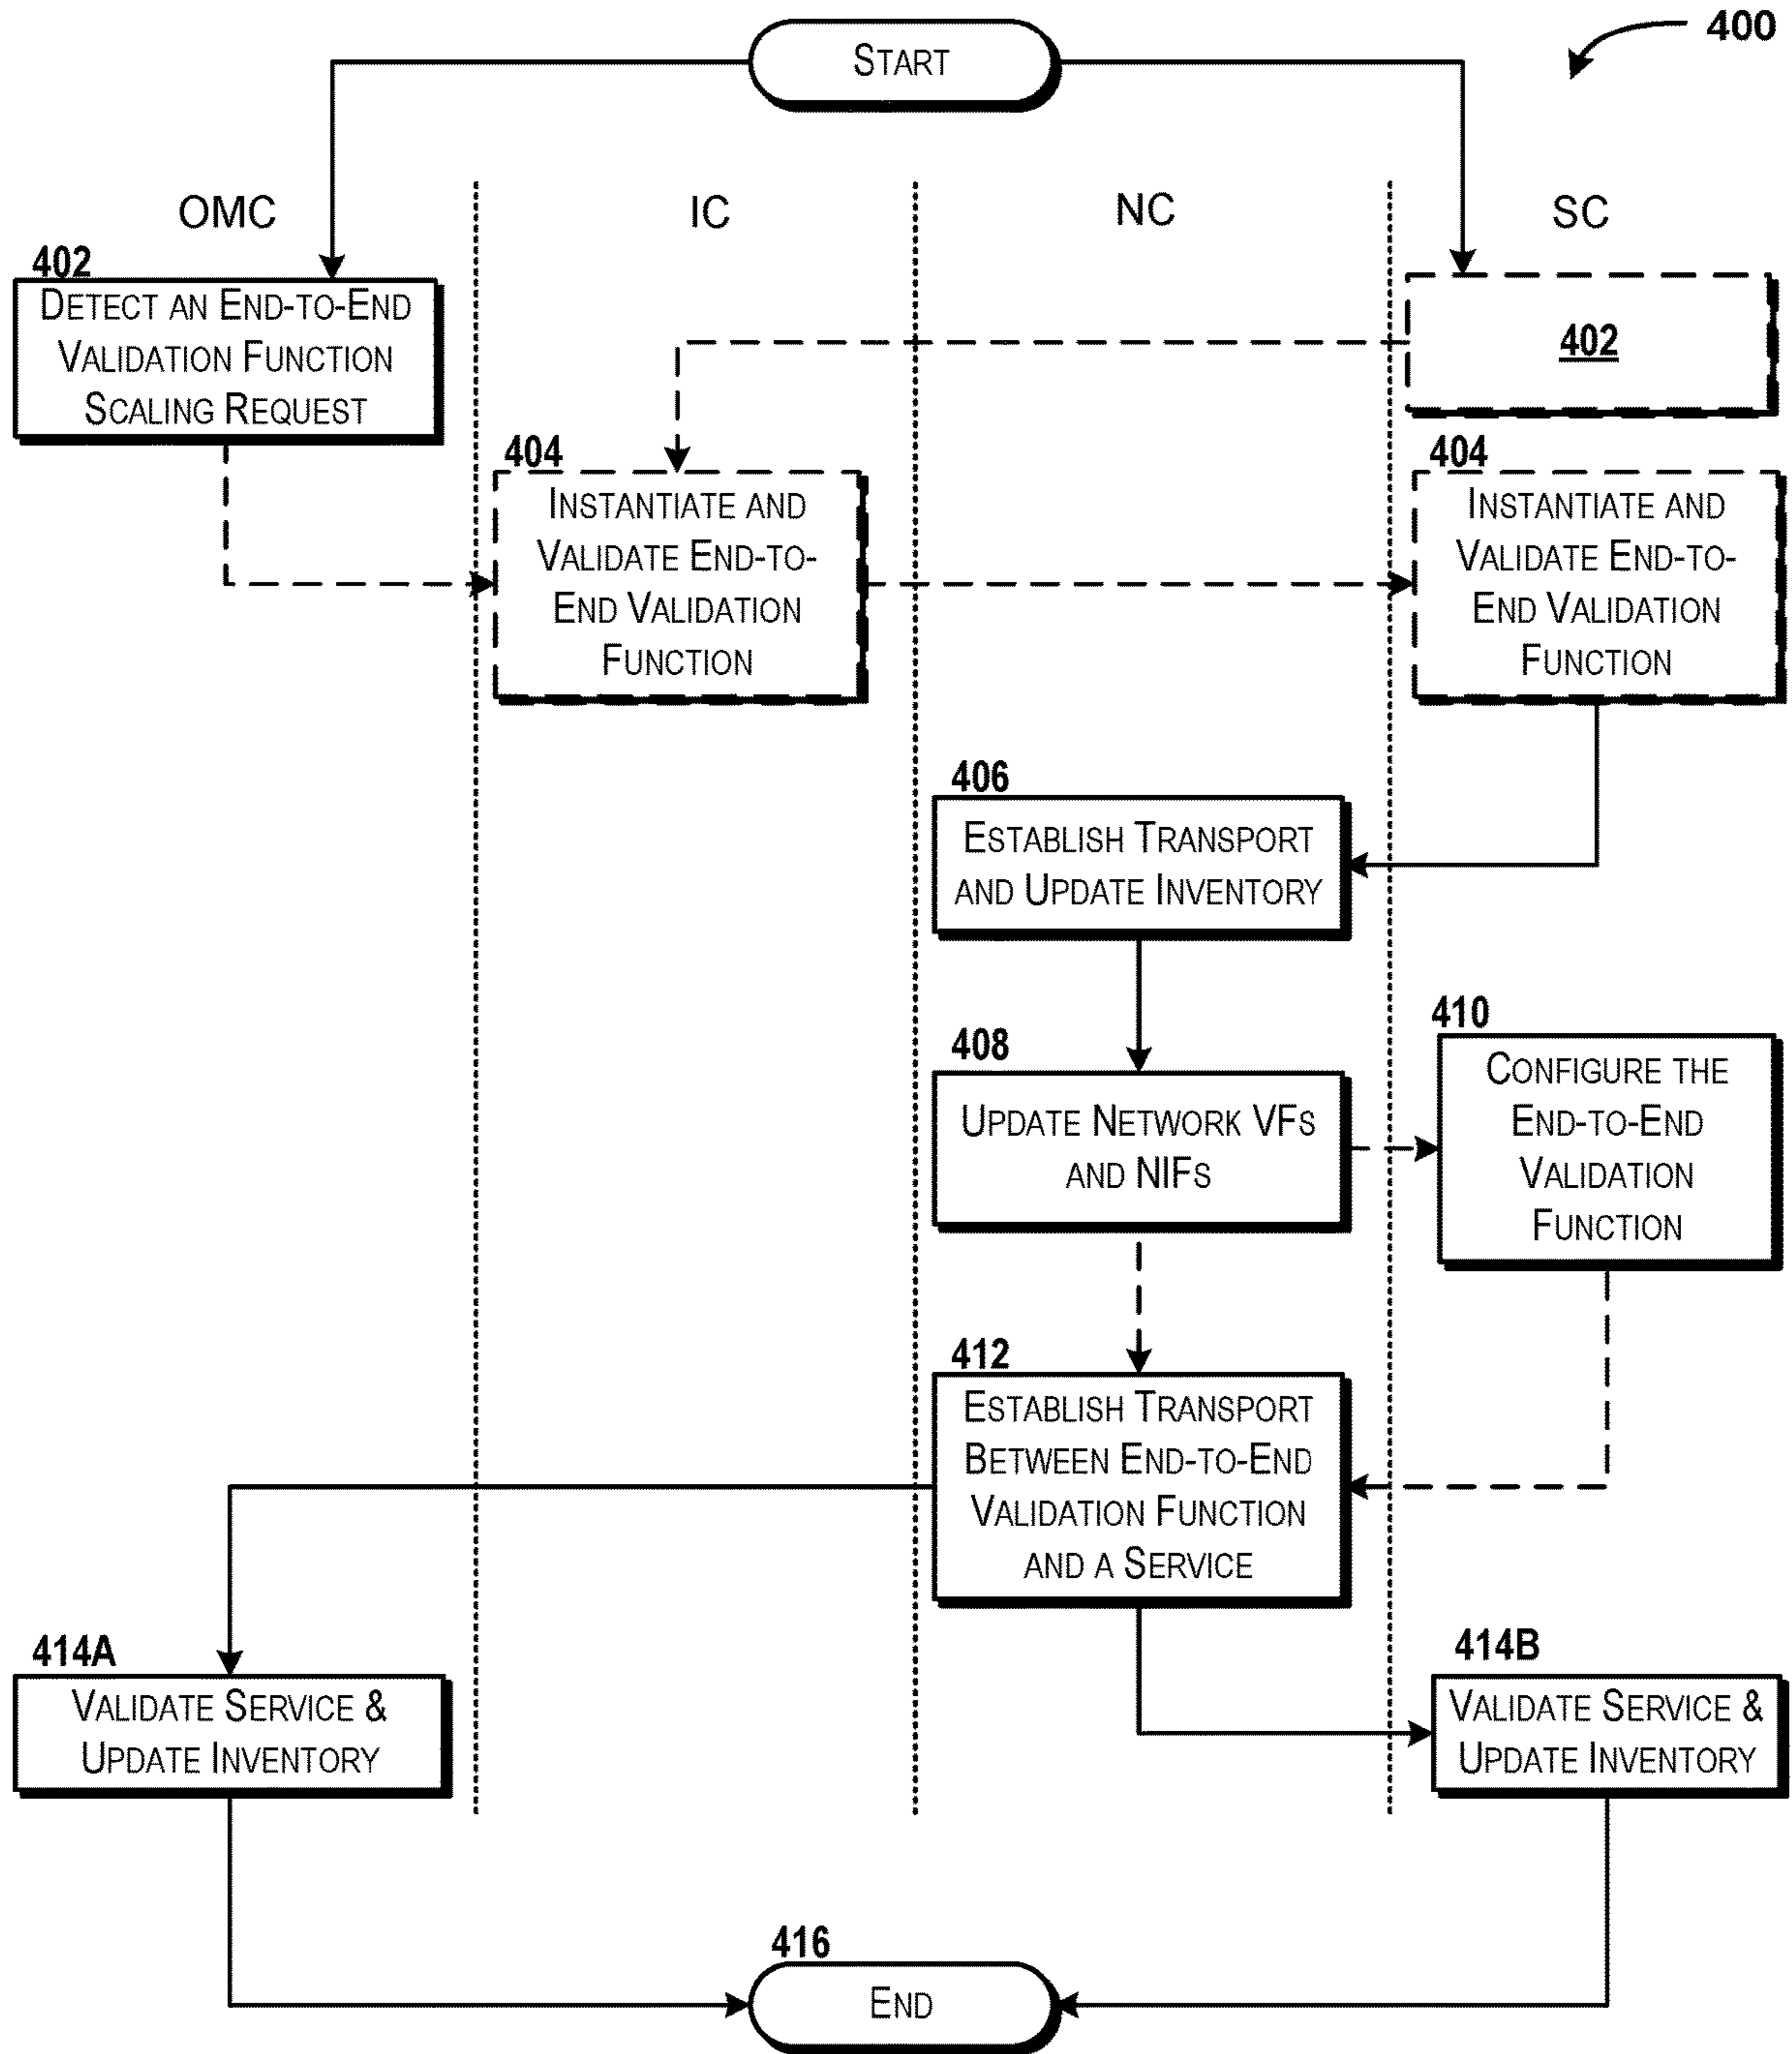 400
START
OMC
IC
NC
SC
402
DETECT AN END-TO-END
VALIDATION FUNCTION
SCALING REQUEST
402
404
INSTANTIATE AND
VALIDATE END-TO-
END VALIDATION
FUNCTION
404
INSTANTIATE AND
VALIDATE END-TO-
END VALIDATION
FUNCTION
406
ESTABLISH TRANSPORT
AND UPDATE INVENTORY
408
UPDATE NETWORK VFS
AND NIFS
410
CONFIGURE THE
END-TO-END
VALIDATION
FUNCTION
412
ESTABLISH TRANSPORT
BETWEEN END-TO-END
VALIDATION FUNCTION
AND A SERVICE
414A
VALIDATE SERVICE &
UPDATE INVENTORY
414B
VALIDATE SERVICE &
UPDATE INVENTORY
416
END